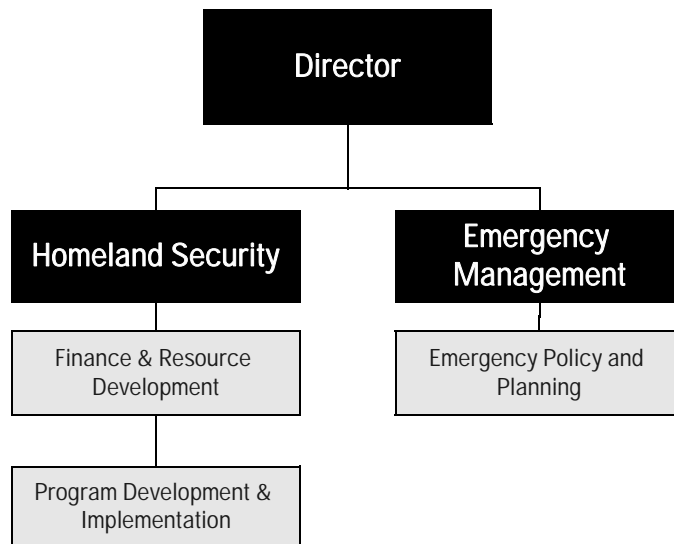 Director
Homeland Security
Emergency
Management
Finance & Resource
Development
Emergency Policy and
Planning
Program Development &
Implementation